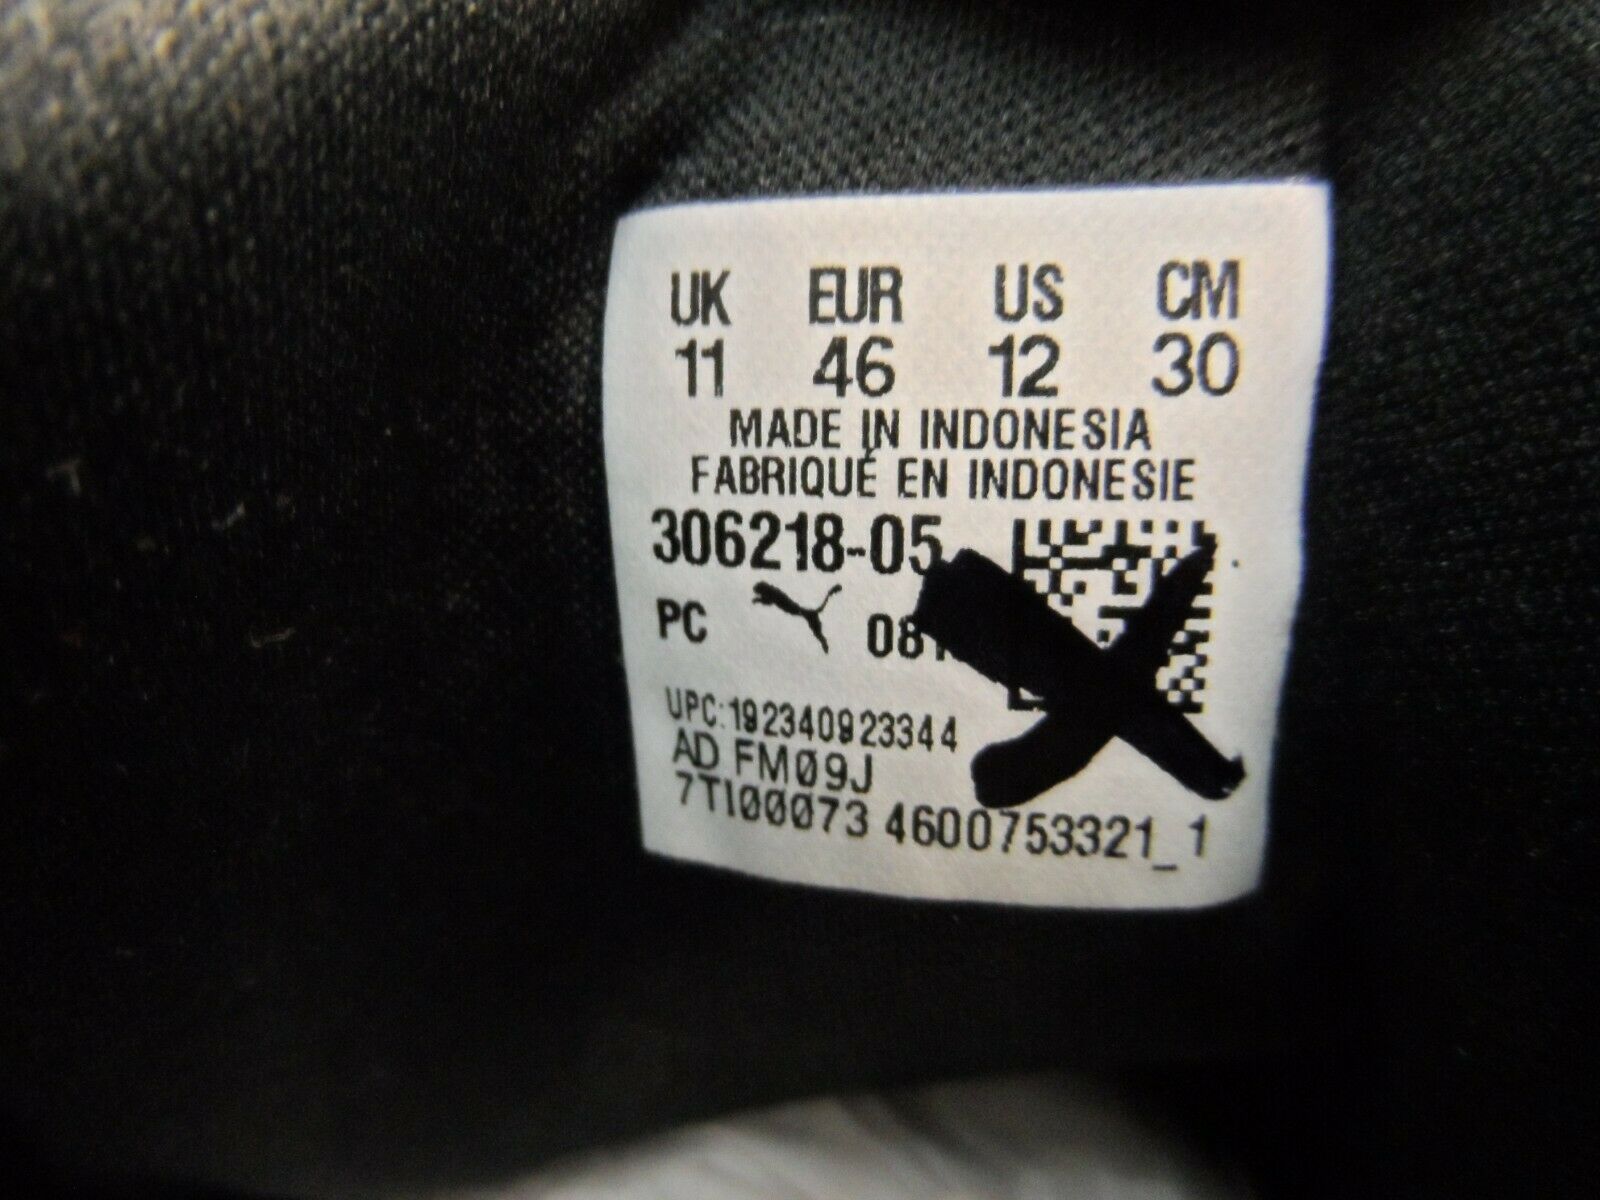 UK EUR US CM
11 46 12 30
MADE IN INDONESIA
FABRIQUÉ EN INDONESIE
306218-05
PC
UPC:192340923344
AD FM09J
7TI00073 4600753321_1